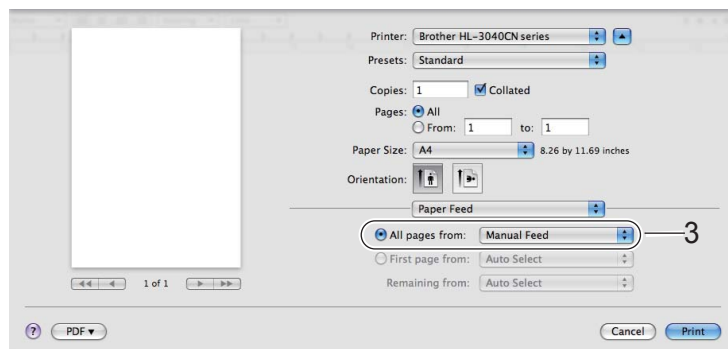 Printer: Brother HL-3040CN series
Presets: Standard
Copies: 1 Collated
Pages: All
From: 1 to: 1
Paper Size: A4 8.26 by 11.69 inches
Orientation:
Paper Feed
All pages from: Manual Feed 3
First page from: Auto Select
1 of 1 Remaining from: Auto Select
? PDF ▾ Cancel Print